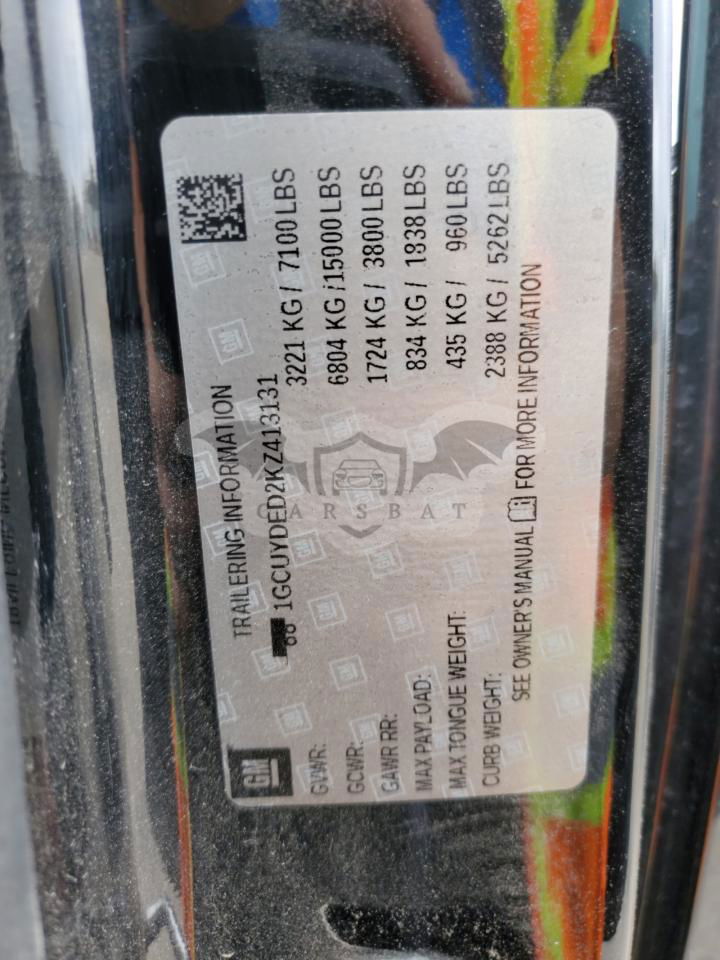 GM
TRAILERING INFORMATION
1GCUYDED2KZ413131
GVWR: 3221 KG / 7100 LBS
GCWR: 6804 KG / 15000 LBS
GAWR RR: 1724 KG / 3800 LBS
MAX PAYLOAD: 834 KG / 1838 LBS
MAX TONGUE WEIGHT: 435 KG / 960 LBS
CURB WEIGHT: 2388 KG / 5262 LBS
SEE OWNER'S MANUAL FOR MORE INFORMATION
CARSBAT